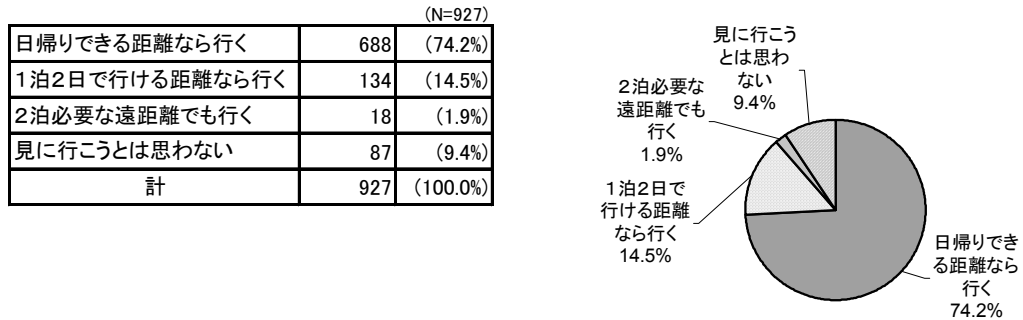 (N=927)
日帰りできる距離なら行く 688 (74.2%)
１泊２日で行ける距離なら行く 134 (14.5%)
２泊必要な遠距離でも行く 18 (1.9%)
見に行こうとは思わない 87 (9.4%)
計 927 (100.0%)
見に行こう
とは思わ
ない
9.4%
２泊必要な
遠距離でも
行く
1.9%
１泊２日で
行ける距離
なら行く
14.5%
日帰りでき
る距離なら
行く
74.2%